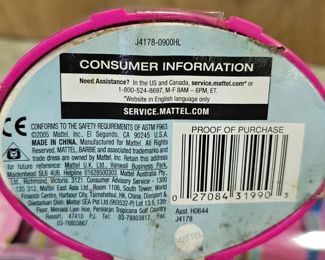 J4178-0900HL
CONSUMER INFORMATION
Need Assistance? In the US and Canada, service.mattel.com* or
1-800-524-8697, M-F 8AM – 6PM, ET.
*Website in English language only
SERVICE.MATTEL.COM
CE
CONFORMS TO THE SAFETY REQUIREMENTS OF ASTM F963.
©2005 Mattel, Inc. El Segundo, CA 90245 U.S.A.
MADE IN CHINA. Manufactured for Mattel. All Rights
Reserved. MATTEL, BARBIE and associated trademarks and
trade dress are owned by Mattel, Inc. Retain this address
for future reference: Mattel U.K. Ltd., Vanwall Business Park,
Maidenhead SL6 4UB. Helpline 01628500303. Mattel Australia Pty.,
Ltd., Richmond, Victoria. 3121. Consumer Advisory Service - 1300
135 312. Mattel East Asia Ltd., Room 1106, South Tower, World
Finance Centre, Harbour City, Tsimshatsui, HK, China. Diimport &
Diedarkan Oleh: Mattel SEA Ptd Ltd.(993532-P) Lot 13.5, 13th
Floor, Menara Lien Hoe, Persiaran Tropicana Golf Country
Resort, 47410 PJ. Tel: 03-78803817, Fax:
03-78803867.
PROOF OF PURCHASE
0 27084 31990 3
Asst. H0644
J4178
MATTEL